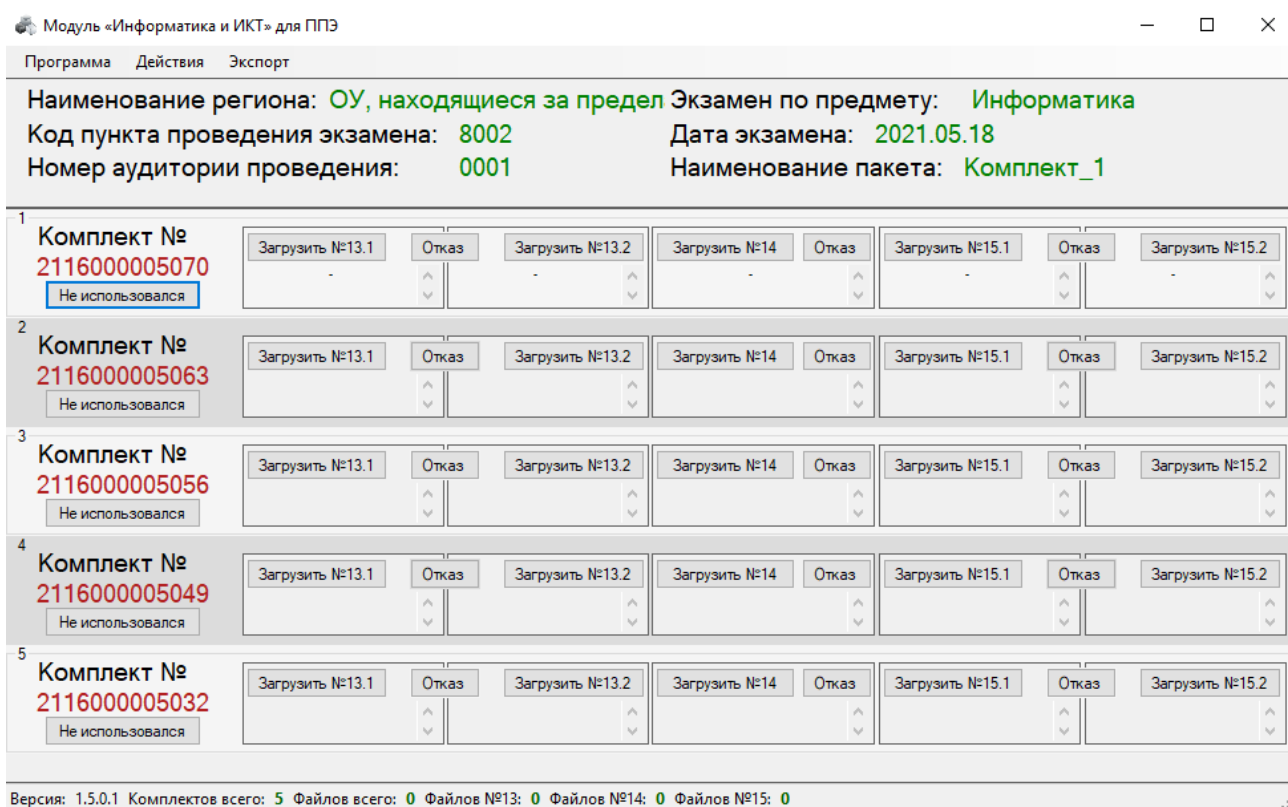 Модуль «Информатика и ИКТ» для ППЭ
Программа Действия Экспорт
Наименование региона: ОУ, находящиеся за предел Экзамен по предмету: Информатика
Код пункта проведения экзамена: 8002 Дата экзамена: 2021.05.18
Номер аудитории проведения: 0001 Наименование пакета: Комплект_1
1
Комплект №
Загрузить №13.1 Отказ Загрузить №13.2 Загрузить №14 Отказ Загрузить №15.1 Отказ Загрузить №15.2
2116000005070
- - - - -
Не использовался
2
Комплект №
Загрузить №13.1 Отказ Загрузить №13.2 Загрузить №14 Отказ Загрузить №15.1 Отказ Загрузить №15.2
2116000005063
Не использовался
3
Комплект №
Загрузить №13.1 Отказ Загрузить №13.2 Загрузить №14 Отказ Загрузить №15.1 Отказ Загрузить №15.2
2116000005056
Не использовался
4
Комплект №
Загрузить №13.1 Отказ Загрузить №13.2 Загрузить №14 Отказ Загрузить №15.1 Отказ Загрузить №15.2
2116000005049
Не использовался
5
Комплект №
Загрузить №13.1 Отказ Загрузить №13.2 Загрузить №14 Отказ Загрузить №15.1 Отказ Загрузить №15.2
2116000005032
Не использовался
Версия: 1.5.0.1 Комплектов всего: 5 Файлов всего: 0 Файлов №13: 0 Файлов №14: 0 Файлов №15: 0